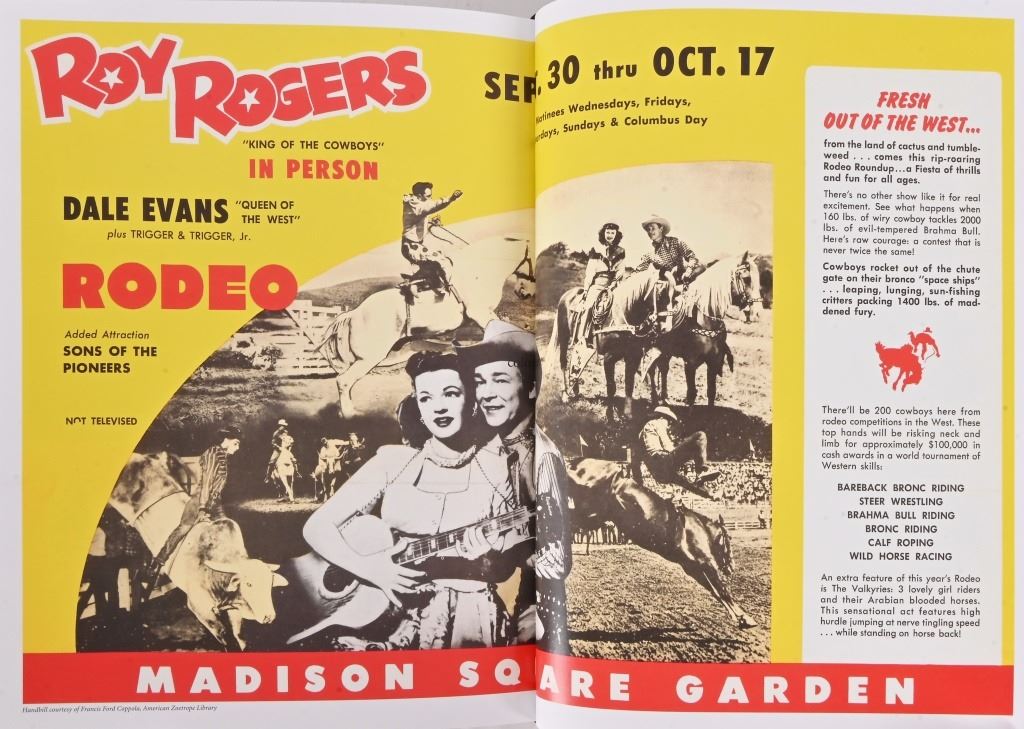 ROY ROGERS
"KING OF THE COWBOYS"
IN PERSON
DALE EVANS "QUEEN OF
THE WEST"
plus TRIGGER & TRIGGER, Jr.
RODEO
Added Attraction
SONS OF THE
PIONEERS
NOT TELEVISED
SEP. 30 thru OCT. 17
Matinees Wednesdays, Fridays,
Sundays & Columbus Day
FRESH
OUT OF THE WEST...
from the land of cactus and tumble-
weed . . . comes this rip-roaring
Rodeo Roundup...a Fiesta of thrills
and fun for all ages.
There's no other show like it for real
excitement. See what happens when
160 lbs. of wiry cowboy tackles 2000
lbs. of evil-tempered Brahma Bull.
Here's raw courage: a contest that is
never twice the same!
Cowboys rocket out of the chute
gate on their bronco "space ships"
. . . leaping, lunging, sun-fishing
critters packing 1400 lbs. of mad-
dened fury.
There'll be 200 cowboys here from
rodeo competitions in the West. These
top hands will be risking neck and
limb for approximately $100,000 in
cash awards in a world tournament of
Western skills:
BAREBACK BRONC RIDING
STEER WRESTLING
BRAHMA BULL RIDING
BRONC RIDING
CALF ROPING
WILD HORSE RACING
An extra feature of this year's Rodeo
is The Valkyries: 3 lovely girl riders
and their Arabian blooded horses.
This sensational act features high
hurdle jumping at nerve tingling speed
. . . while standing on horse back!
MADISON SQUARE GARDEN
Handbill courtesy of Francis Ford Coppola, American Zoetrope Library